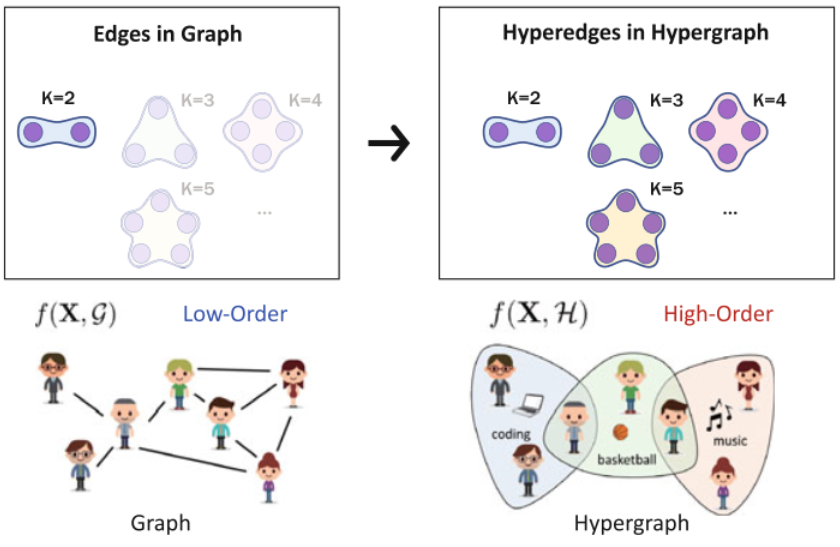 Edges in Graph
K=2
K=3
K=4
K=5
...
Hyperedges in Hypergraph
K=2
K=3
K=4
K=5
...
f(X, 𝒢)
Low-Order
f(X, ℋ)
High-Order
coding
basketball
music
Graph
Hypergraph